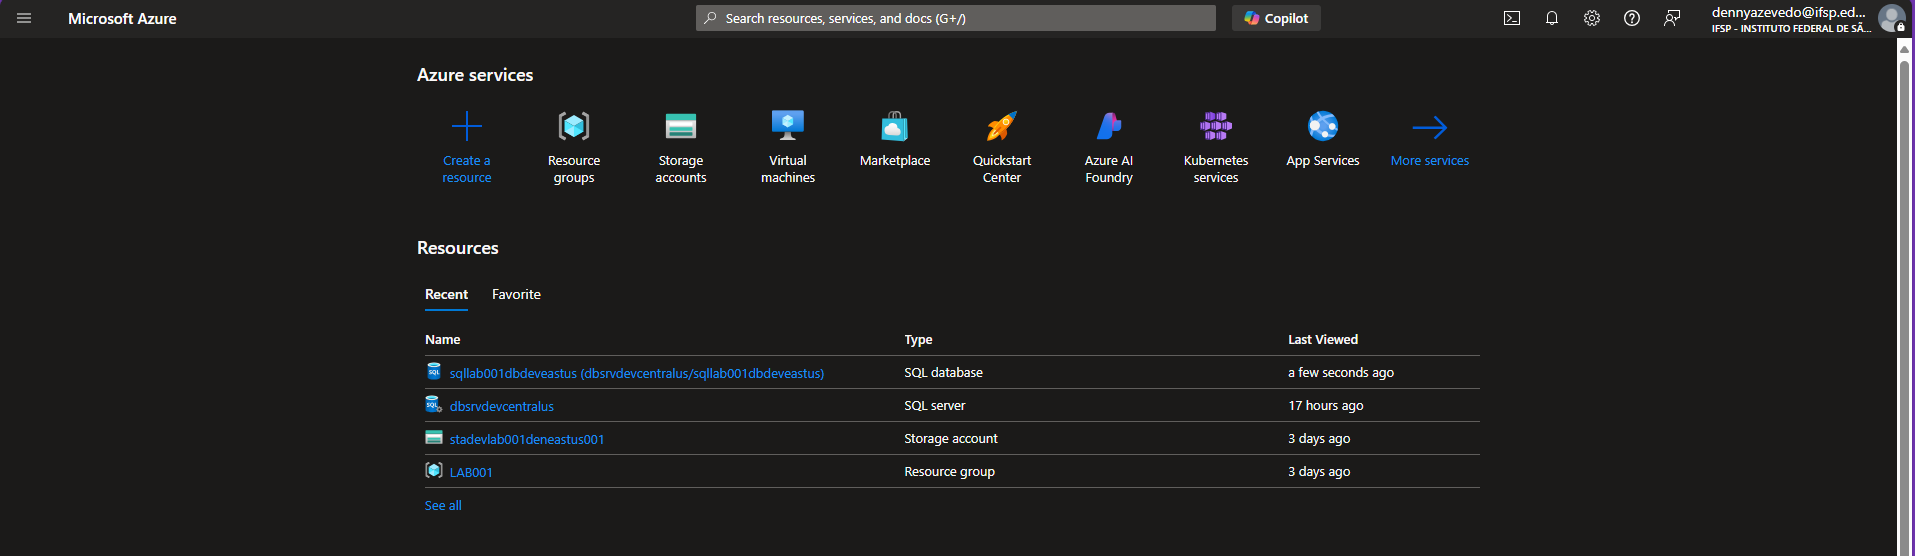 Microsoft Azure
Search resources, services, and docs (G+/)
Copilot
dennyazevedo@ifsp.ed...
IFSP - INSTITUTO FEDERAL DE SÃ...
Azure services
Create a resource
Resource groups
Storage accounts
Virtual machines
Marketplace
Quickstart Center
Azure AI Foundry
Kubernetes services
App Services
More services
Resources
Recent Favorite
Name Type Last Viewed
SQL sqllab001dbdeveastus (dbsrvdevcentralus/sqllab001dbdeveastus) SQL database a few seconds ago
SQL dbsrvdevcentralus SQL server 17 hours ago
stadevlab001deneastus001 Storage account 3 days ago
LAB001 Resource group 3 days ago
See all